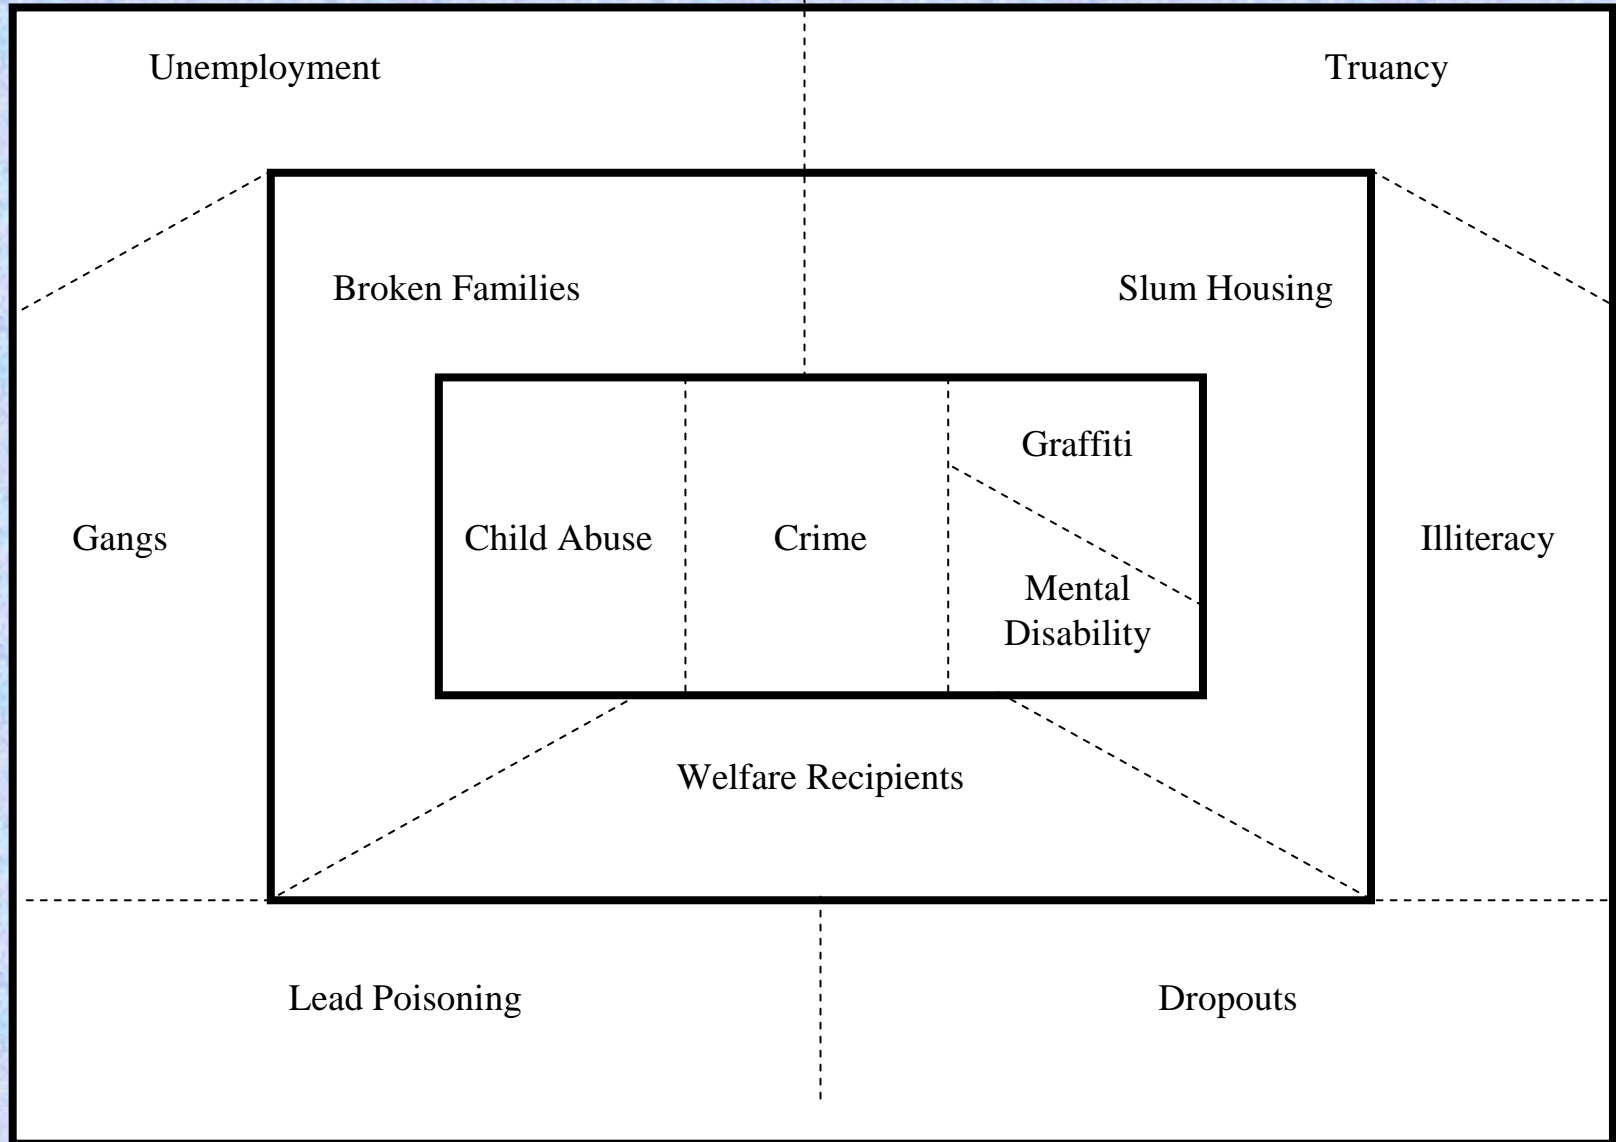 Unemployment
Truancy
Broken Families
Slum Housing
Graffiti
Gangs
Child Abuse
Crime
Illiteracy
Mental
Disability
Welfare Recipients
Lead Poisoning
Dropouts